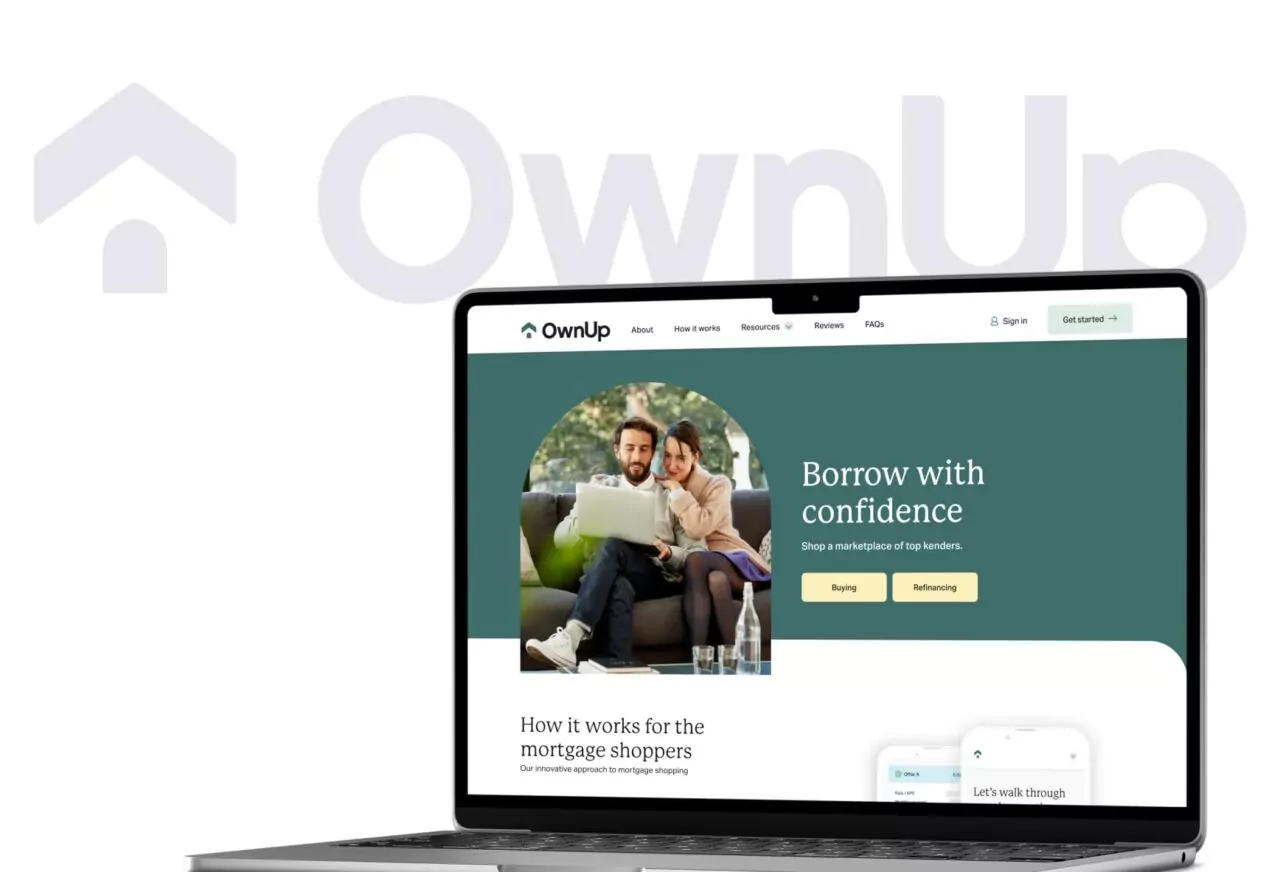 OwnUp
OwnUp About How it works Resources Reviews FAQs Sign in Get started
Borrow with
confidence
Shop a marketplace of top kenders.
Buying Refinancing
How it works for the
mortgage shoppers
Our innovative approach to mortgage shopping
Offer A
Rate / APR
Let's walk through